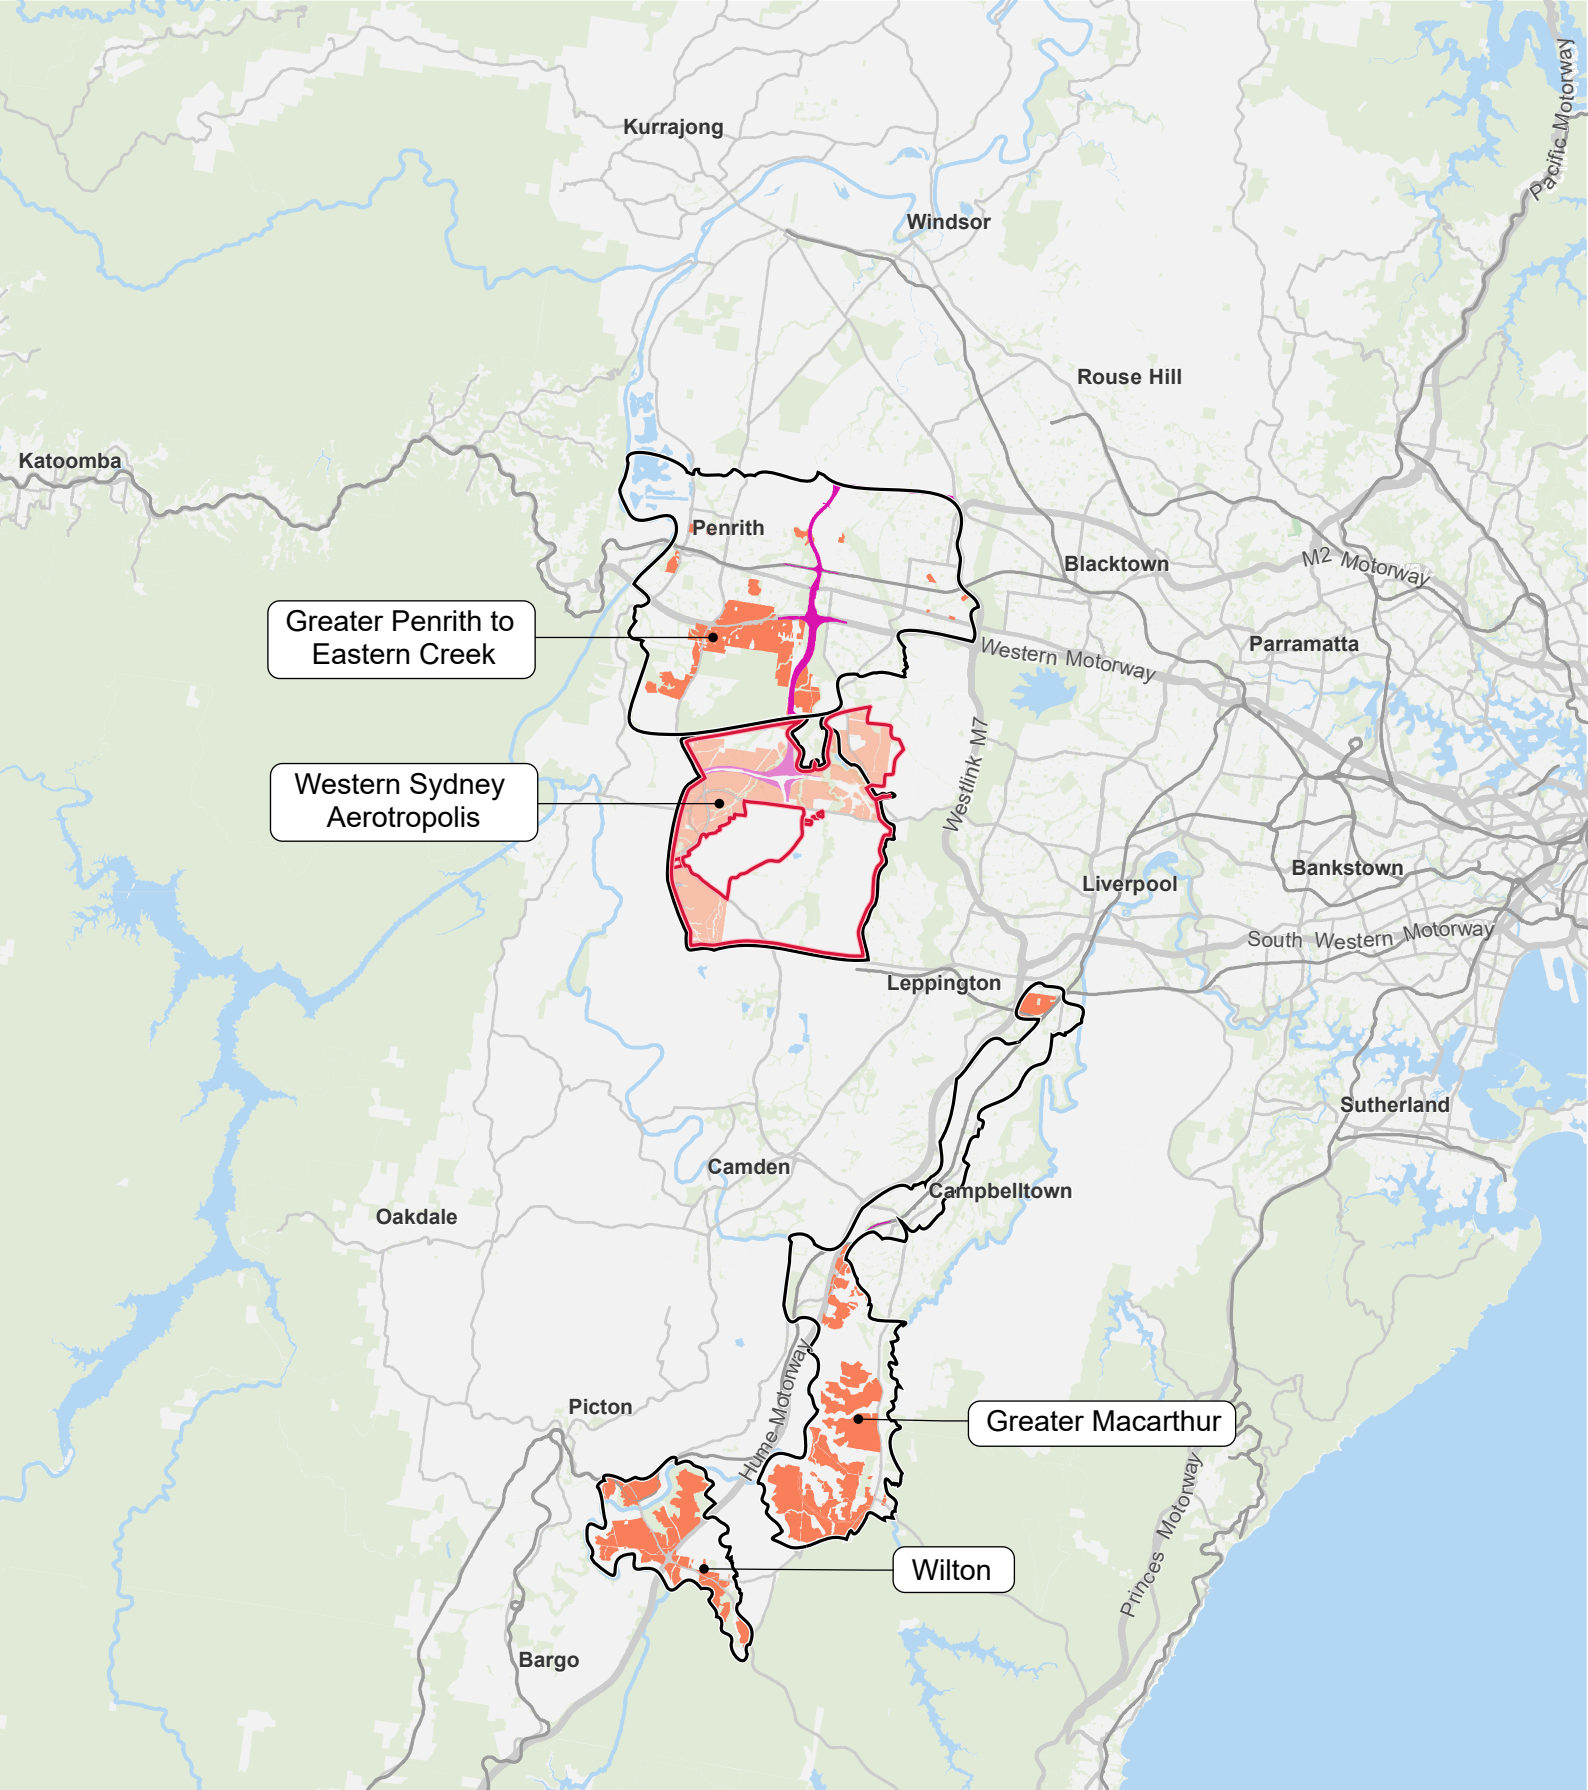 Pacific Motorway
Kurrajong
Windsor
Rouse Hill
Katoomba
Penrith
Blacktown
M2 Motorway
Greater Penrith to
Eastern Creek
Parramatta
Western Motorway
Westlink M7
Western Sydney
Aerotropolis
Bankstown
Liverpool
South Western Motorway
Leppington
Sutherland
Camden
Campbelltown
Oakdale
Hume Motorway
Picton
Greater Macarthur
Princes Motorway
Wilton
Bargo